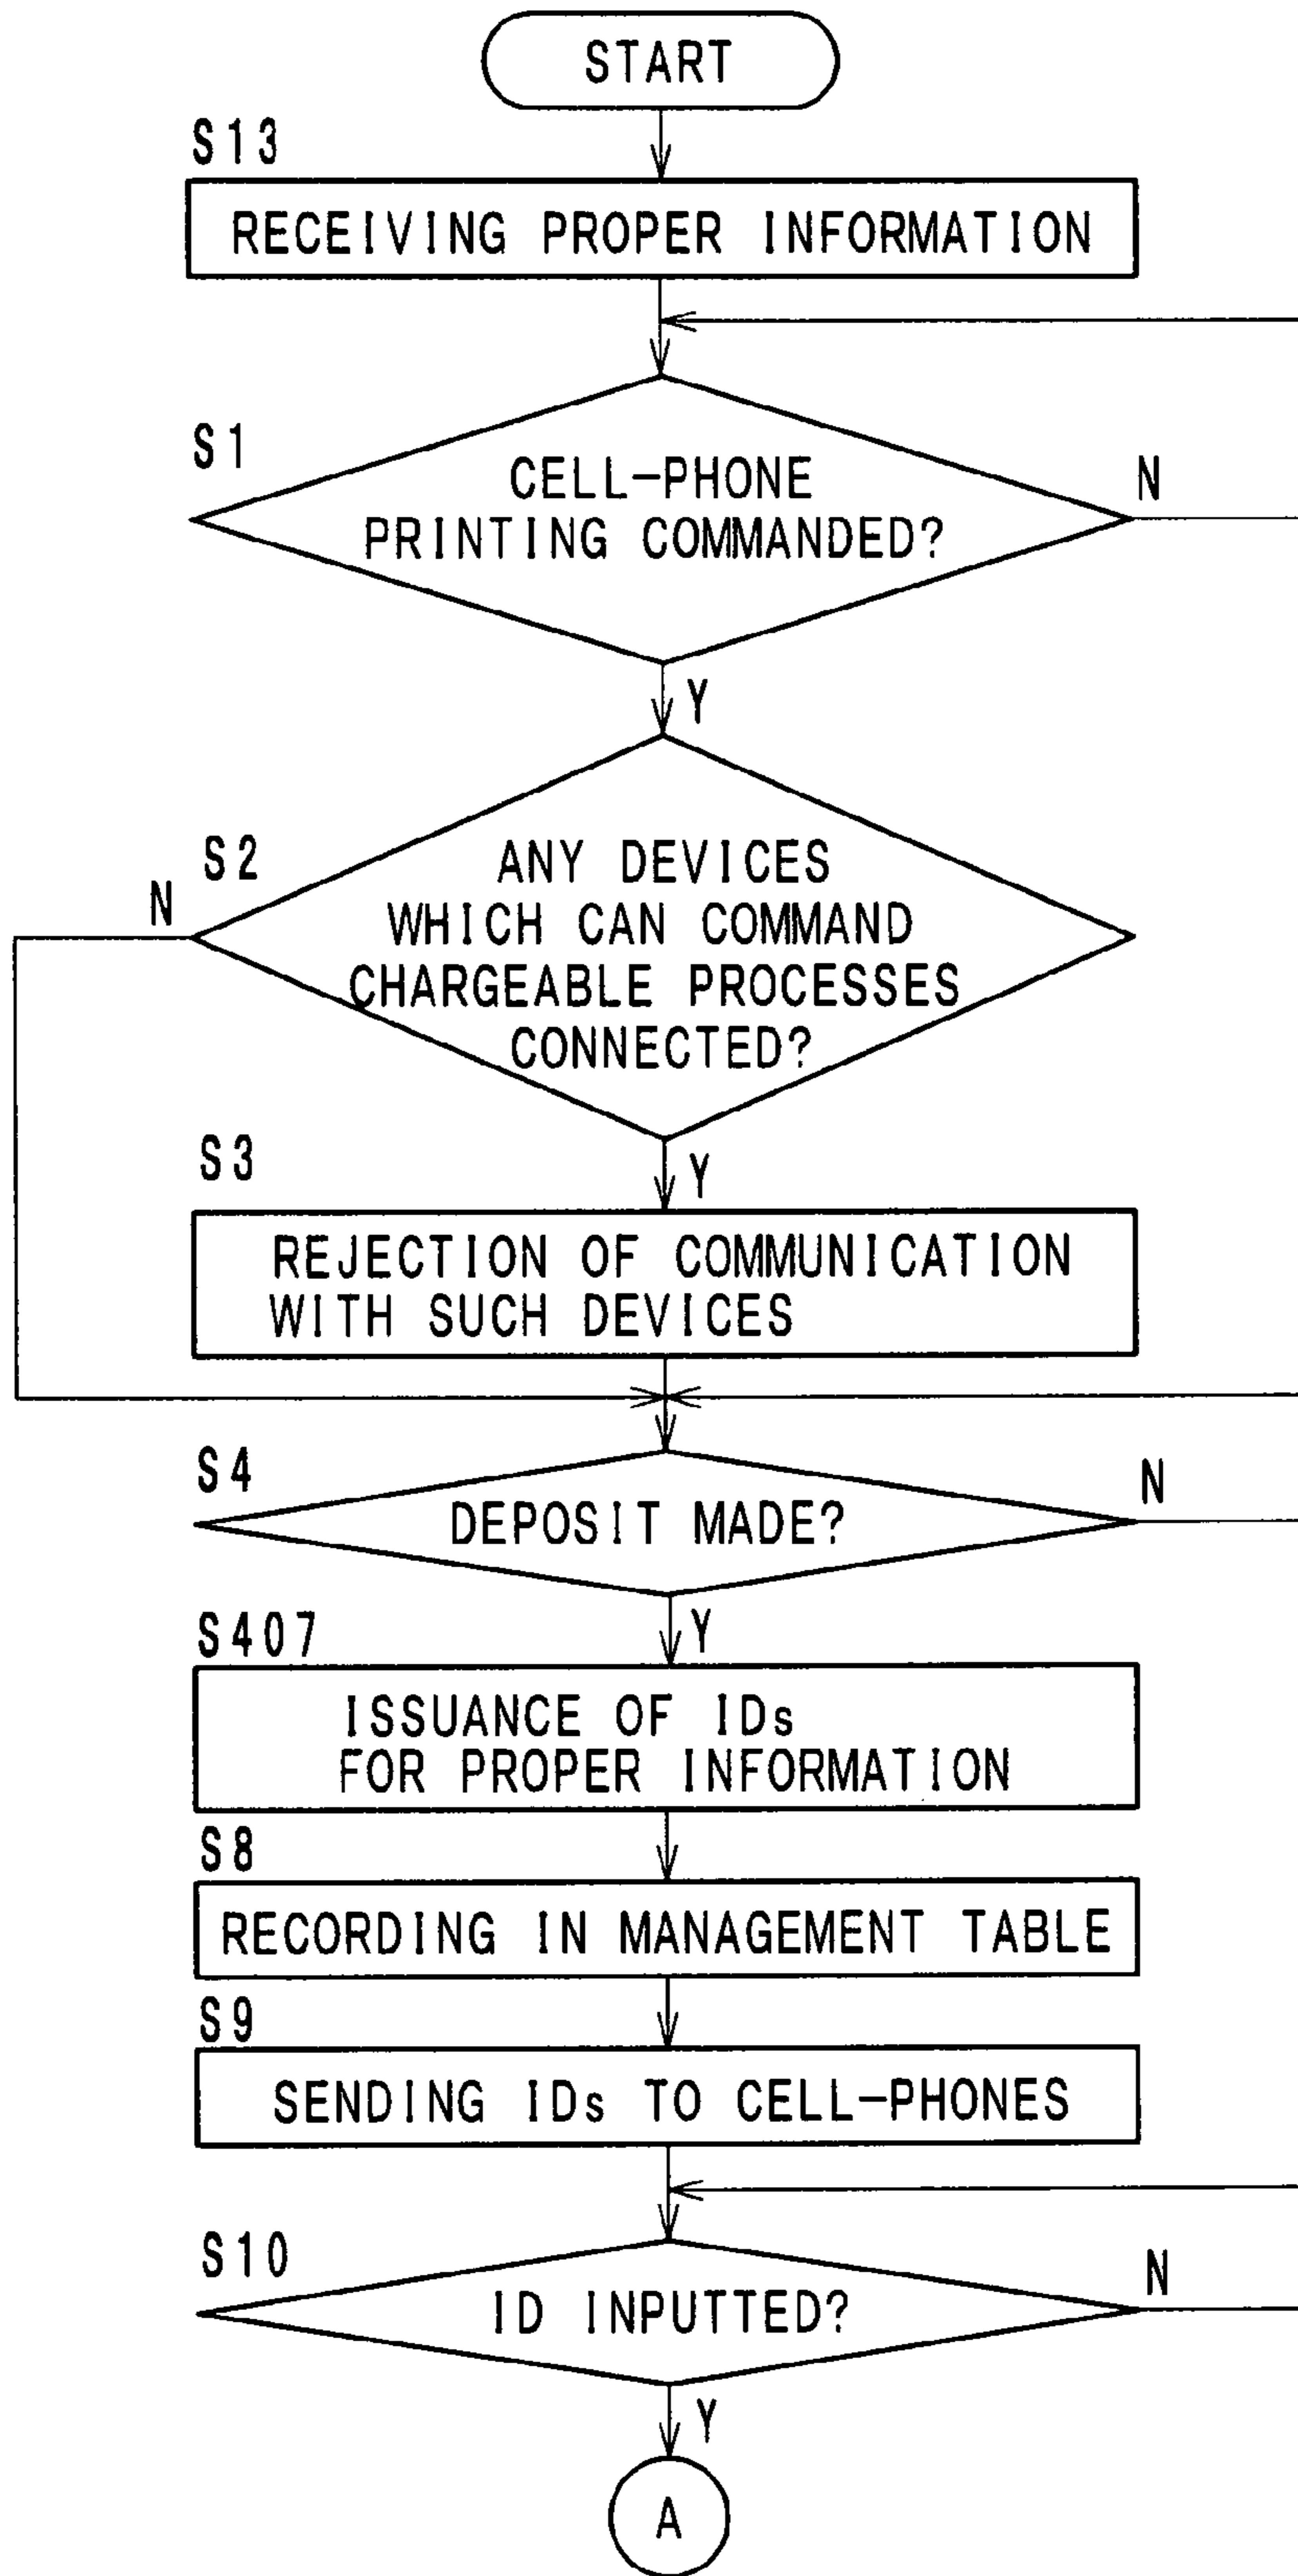 START
S13
RECEIVING PROPER INFORMATION
S1
CELL-PHONE
PRINTING COMMANDED?
N
Y
S2
N
ANY DEVICES
WHICH CAN COMMAND
CHARGEABLE PROCESSES
CONNECTED?
S3
Y
REJECTION OF COMMUNICATION
WITH SUCH DEVICES
S4
DEPOSIT MADE?
N
S407
Y
ISSUANCE OF IDs
FOR PROPER INFORMATION
S8
RECORDING IN MANAGEMENT TABLE
S9
SENDING IDs TO CELL-PHONES
S10
ID INPUTTED?
N
Y
A